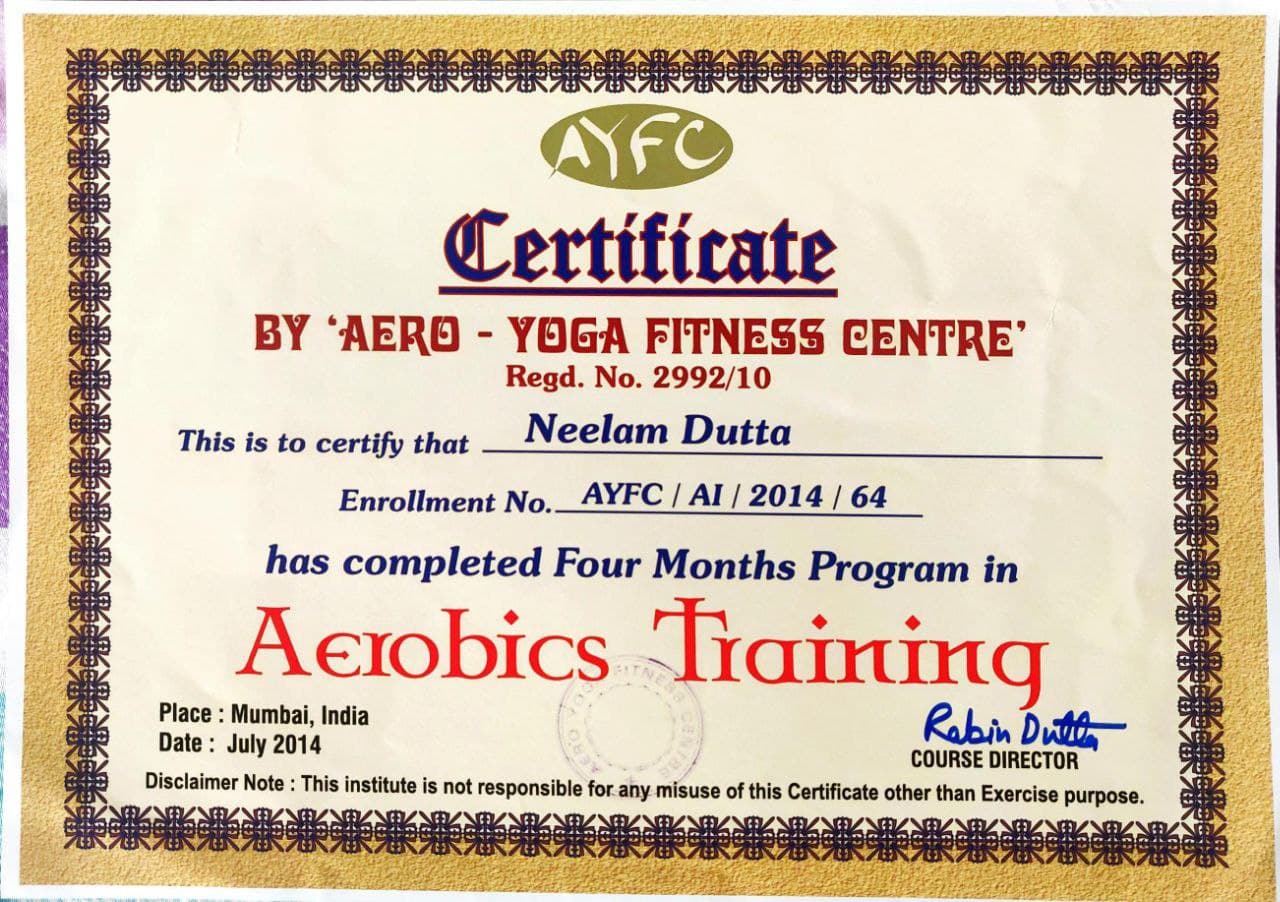 AYFC
Certificate
BY ‘AERO - YOGA FITNESS CENTRE’
Regd. No. 2992/10
This is to certify that Neelam Dutta
Enrollment No. AYFC / AI / 2014 / 64
has completed Four Months Program in
Aerobics Training
AERO YOGA FITNESS CENTRE
Place : Mumbai, India
Date : July 2014
Rabin Dutta
COURSE DIRECTOR
Disclaimer Note : This institute is not responsible for any misuse of this Certificate other than Exercise purpose.